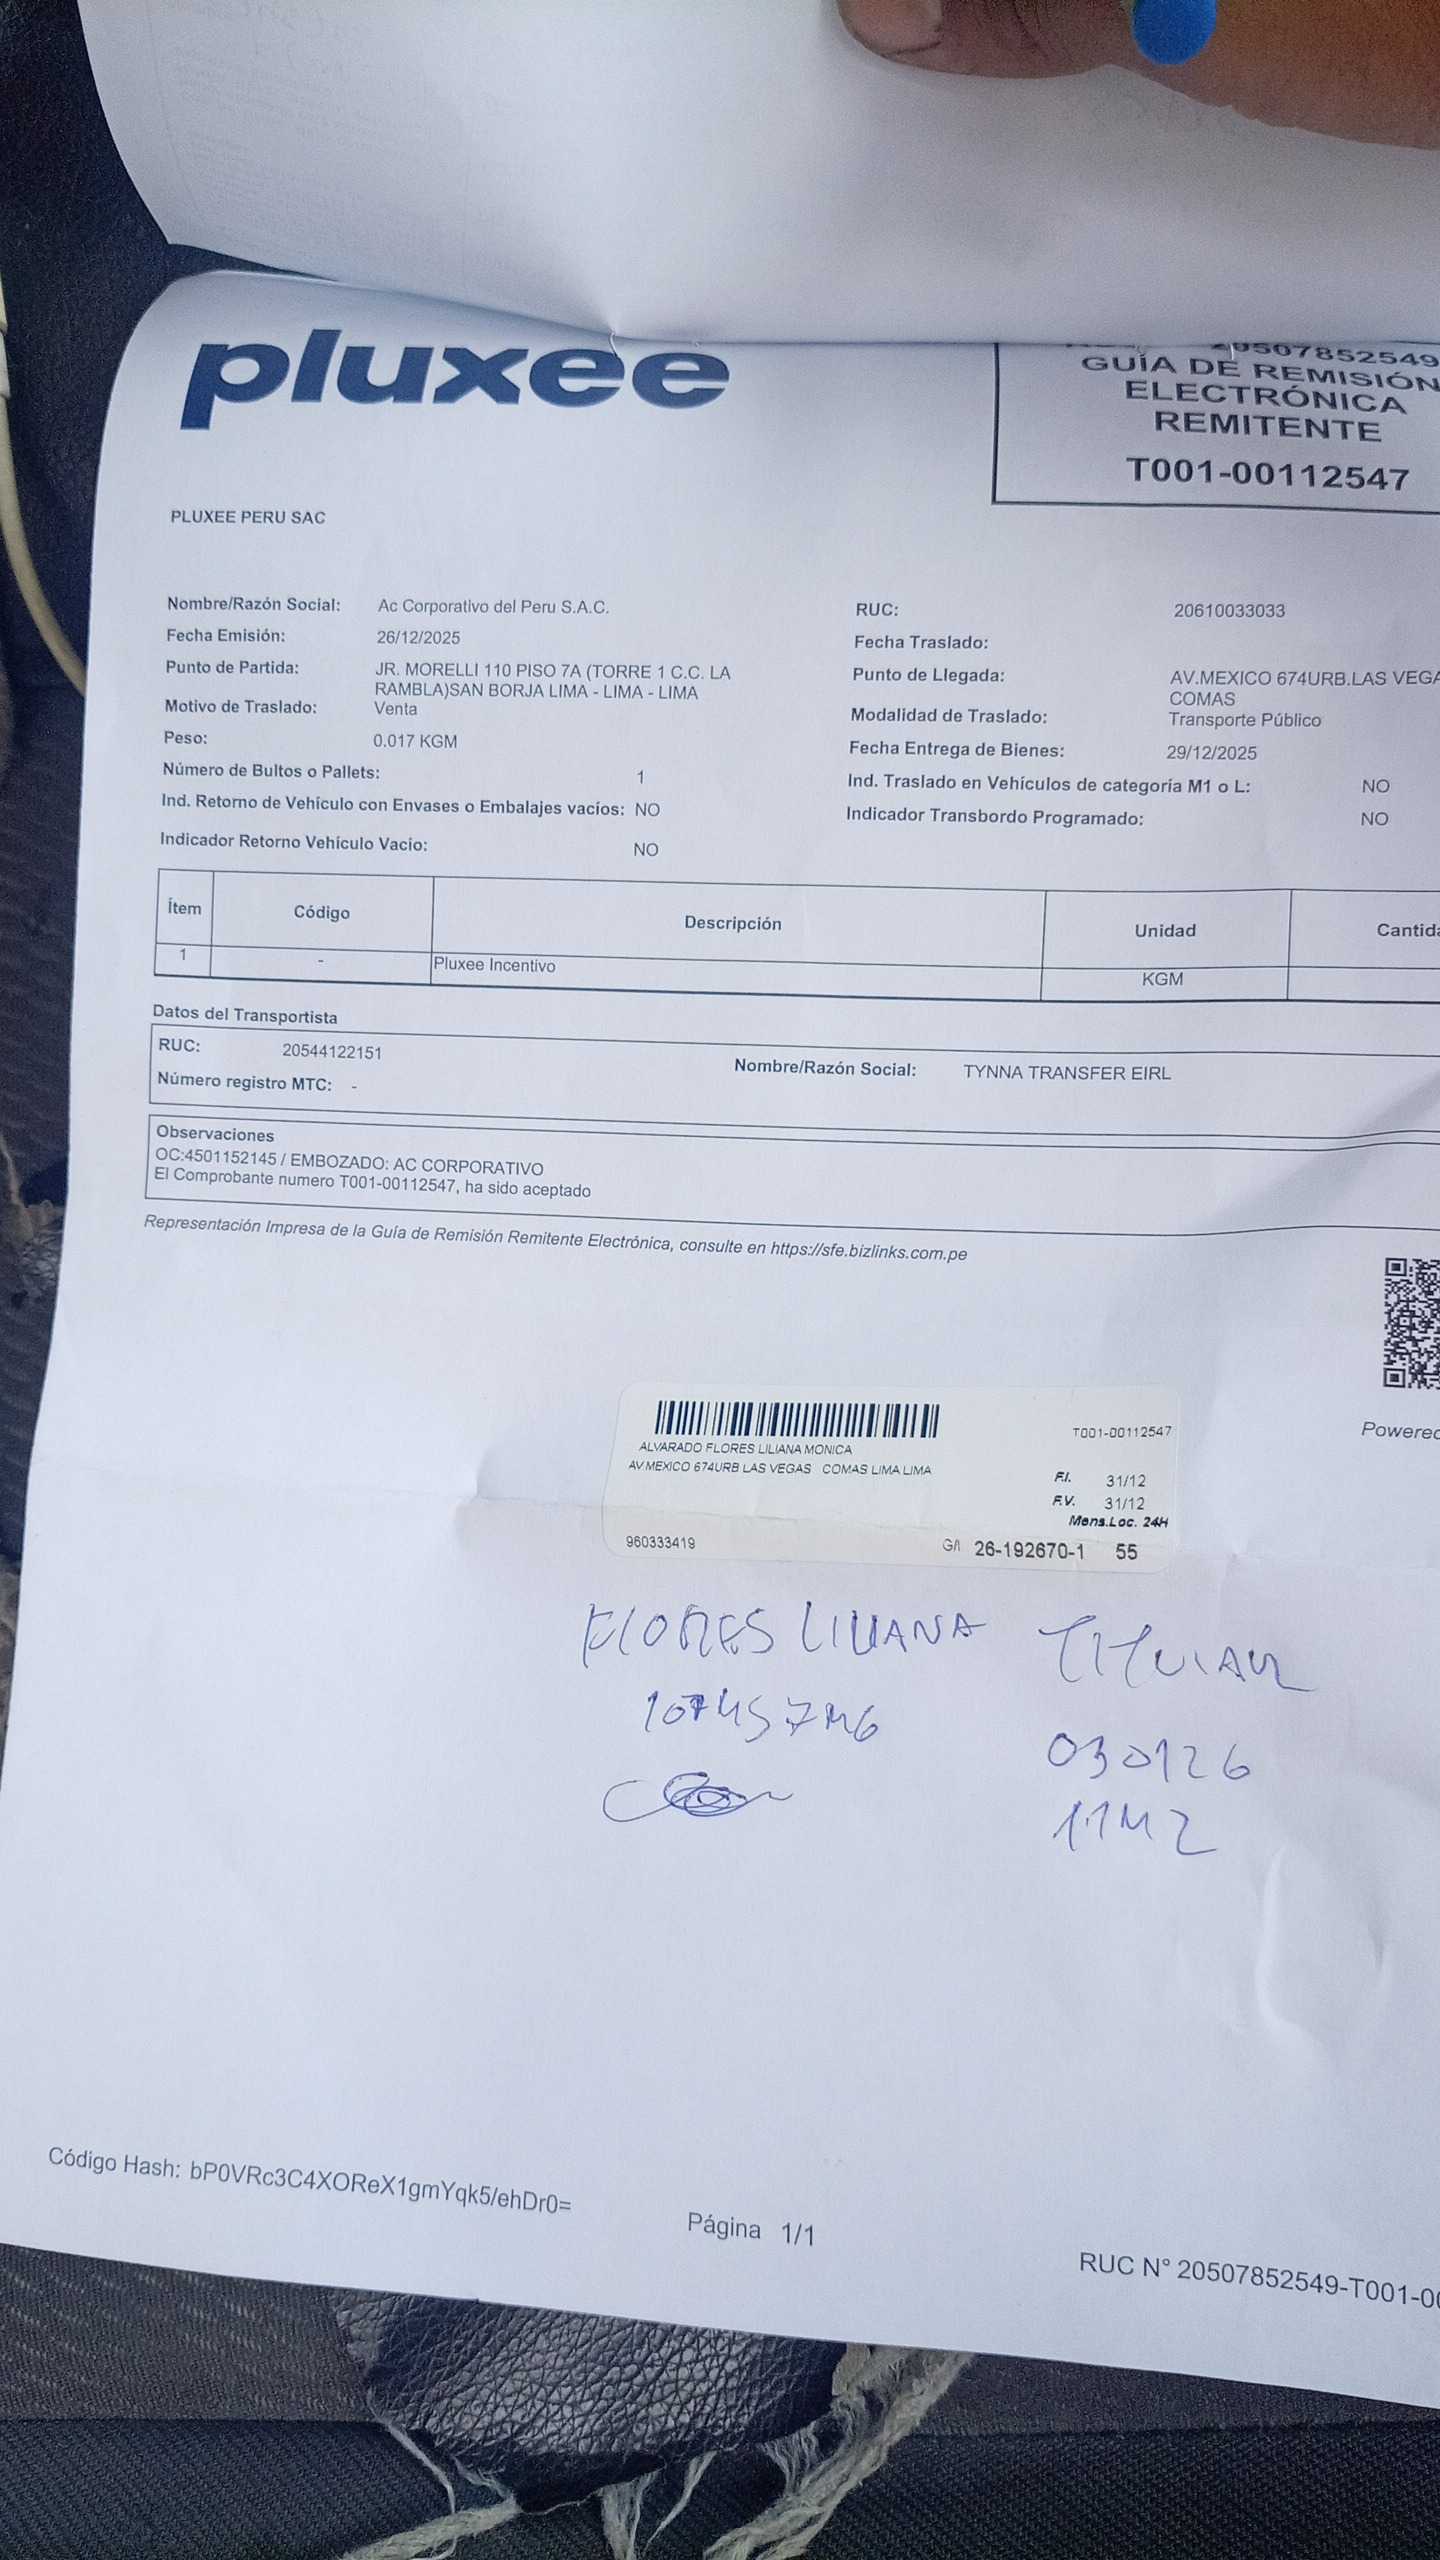 pluxee
20507852549
GUÍA DE REMISIÓN
ELECTRÓNICA
REMITENTE
T001-00112547
PLUXEE PERU SAC
Nombre/Razón Social: Ac Corporativo del Peru S.A.C.
RUC: 20610033033
Fecha Emisión: 26/12/2025
Fecha Traslado:
Punto de Partida: JR. MORELLI 110 PISO 7A (TORRE 1 C.C. LA
RAMBLA)SAN BORJA LIMA - LIMA - LIMA
Punto de Llegada: AV.MEXICO 674URB.LAS VEGA
COMAS
Motivo de Traslado: Venta
Modalidad de Traslado: Transporte Público
Peso: 0.017 KGM
Fecha Entrega de Bienes: 29/12/2025
Número de Bultos o Pallets: 1
Ind. Traslado en Vehículos de categoría M1 o L: NO
Ind. Retorno de Vehículo con Envases o Embalajes vacíos: NO
Indicador Transbordo Programado: NO
Indicador Retorno Vehículo Vacio: NO
Ítem Código Descripción Unidad Cantida
1 - Pluxee Incentivo KGM
Datos del Transportista
RUC: 20544122151 Nombre/Razón Social: TYNNA TRANSFER EIRL
Número registro MTC: -
Observaciones
OC:4501152145 / EMBOZADO: AC CORPORATIVO
El Comprobante numero T001-00112547, ha sido aceptado
Representación Impresa de la Guía de Remisión Remitente Electrónica, consulte en https://sfe.bizlinks.com.pe
Powered
T001-00112547
ALVARADO FLORES LILIANA MONICA
AV MEXICO 674URB LAS VEGAS COMAS LIMA LIMA
F.I. 31/12
F.V. 31/12
Mens.Loc. 24H
960333419 G/I 26-192670-1 55
FLORES LILIANA TITULAR
030126
Código Hash: bP0VRc3C4XOReX1gmYqk5/ehDr0=
Página 1/1
RUC N° 20507852549-T001-00